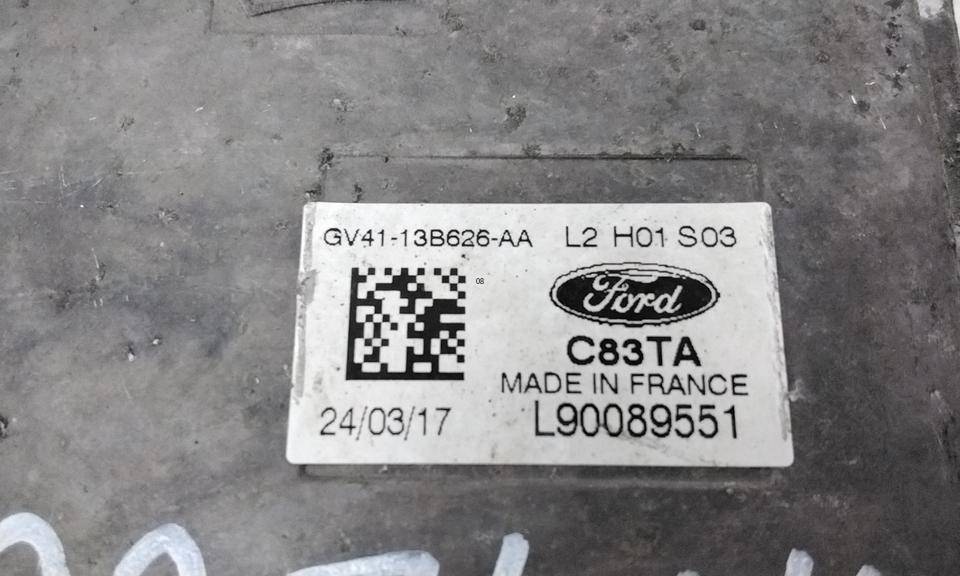 GV41-13B626-AA L2 H01 S03
08
Ford
C83TA
MADE IN FRANCE
24/03/17 L90089551